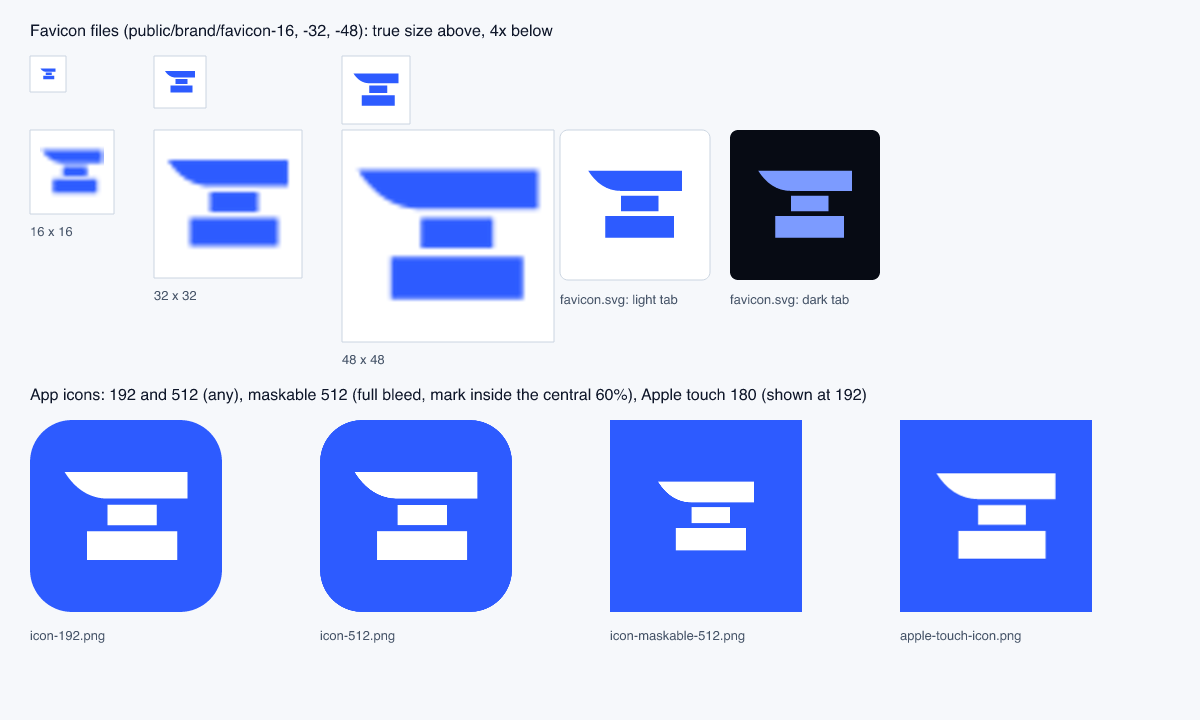 Favicon files (public/brand/favicon-16, -32, -48): true size above, 4x below
16 x 16
32 x 32
48 x 48
favicon.svg: light tab
favicon.svg: dark tab
App icons: 192 and 512 (any), maskable 512 (full bleed, mark inside the central 60%), Apple touch 180 (shown at 192)
icon-192.png
icon-512.png
icon-maskable-512.png
apple-touch-icon.png